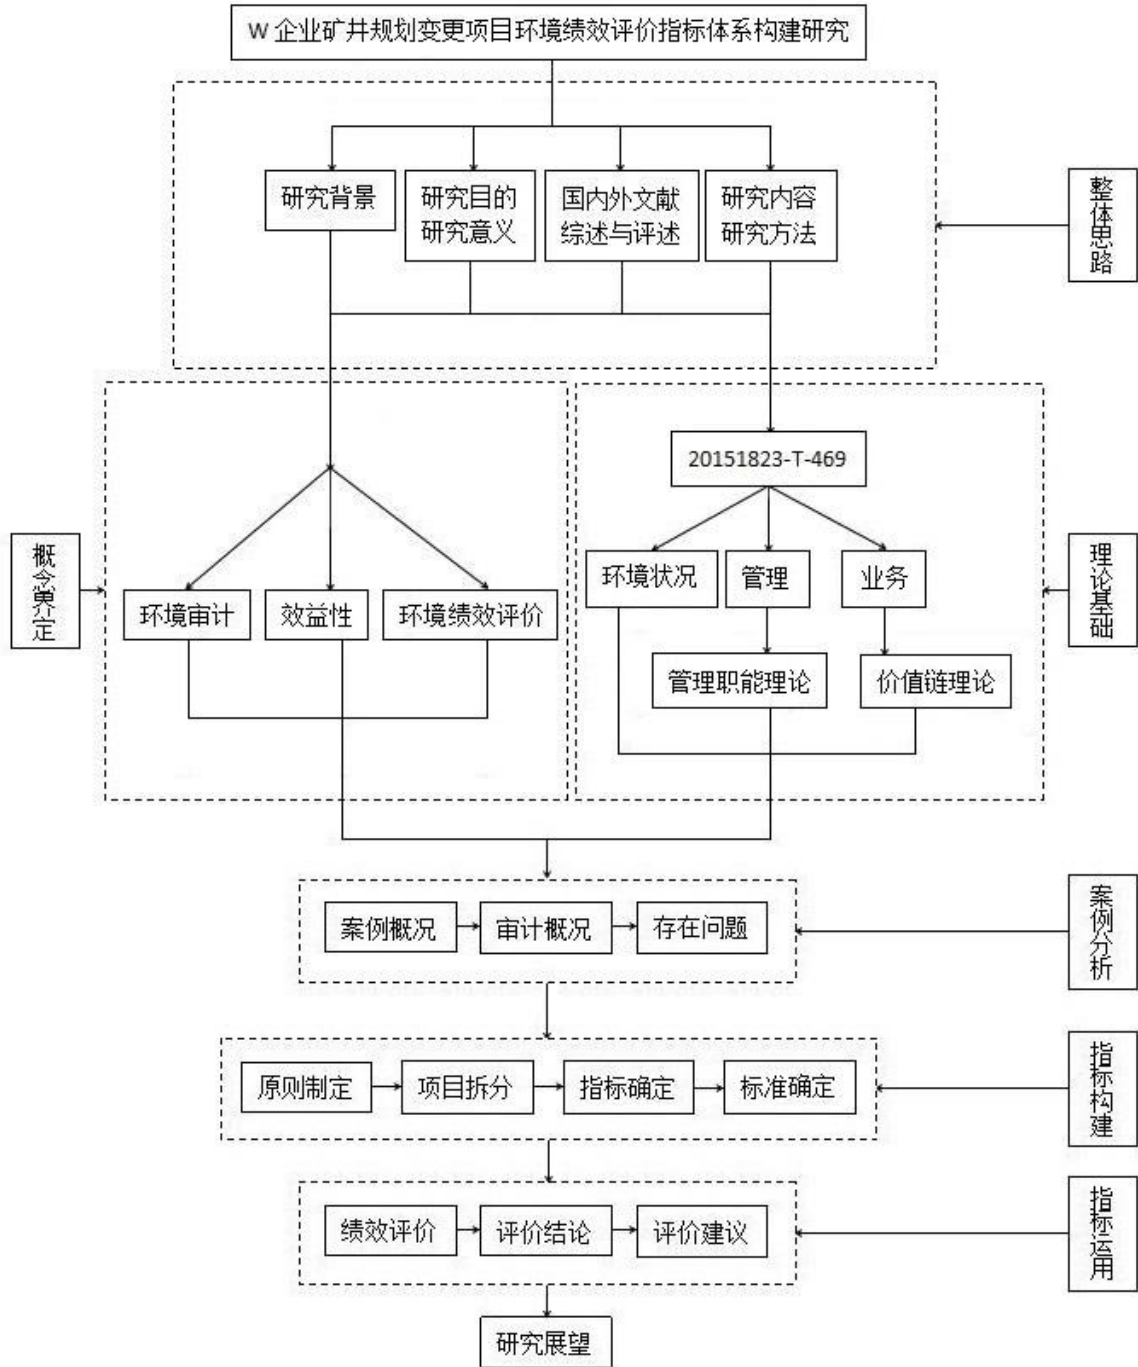 W 企业矿井规划变更项目环境绩效评价指标体系构建研究
研究背景
研究目的
研究意义
国内外文献
综述与评述
研究内容
研究方法
整体思路
20151823-T-469
概念界定
环境审计
效益性
环境绩效评价
环境状况
管理
业务
理论基础
管理职能理论
价值链理论
案例概况
审计概况
存在问题
案例分析
原则制定
项目拆分
指标确定
标准确定
指标构建
绩效评价
评价结论
评价建议
指标运用
研究展望